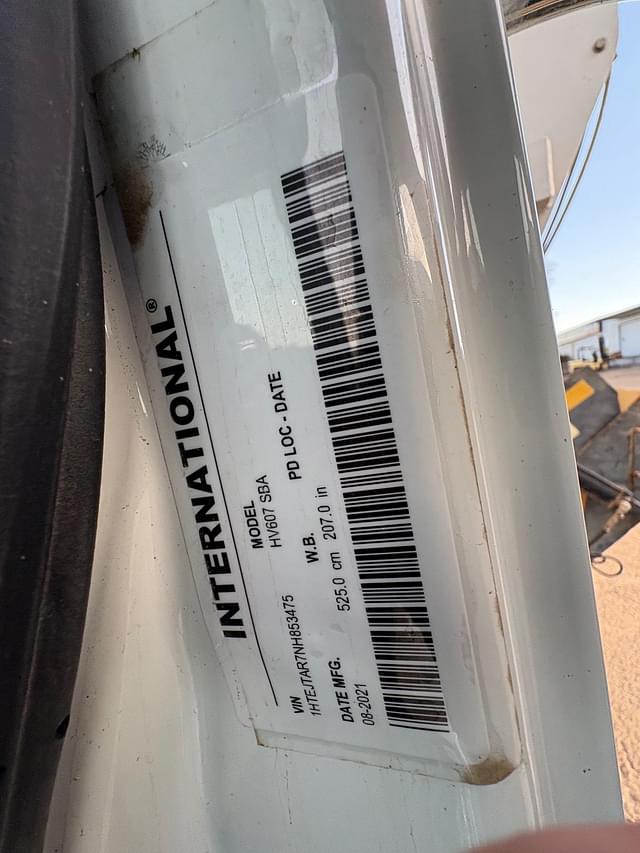 INTERNATIONAL®
VIN MODEL
1HTEJTAR7NH853475 HV607 SBA
DATE MFG. W.B. PD LOC - DATE
08-2021 525.0 cm 207.0 in